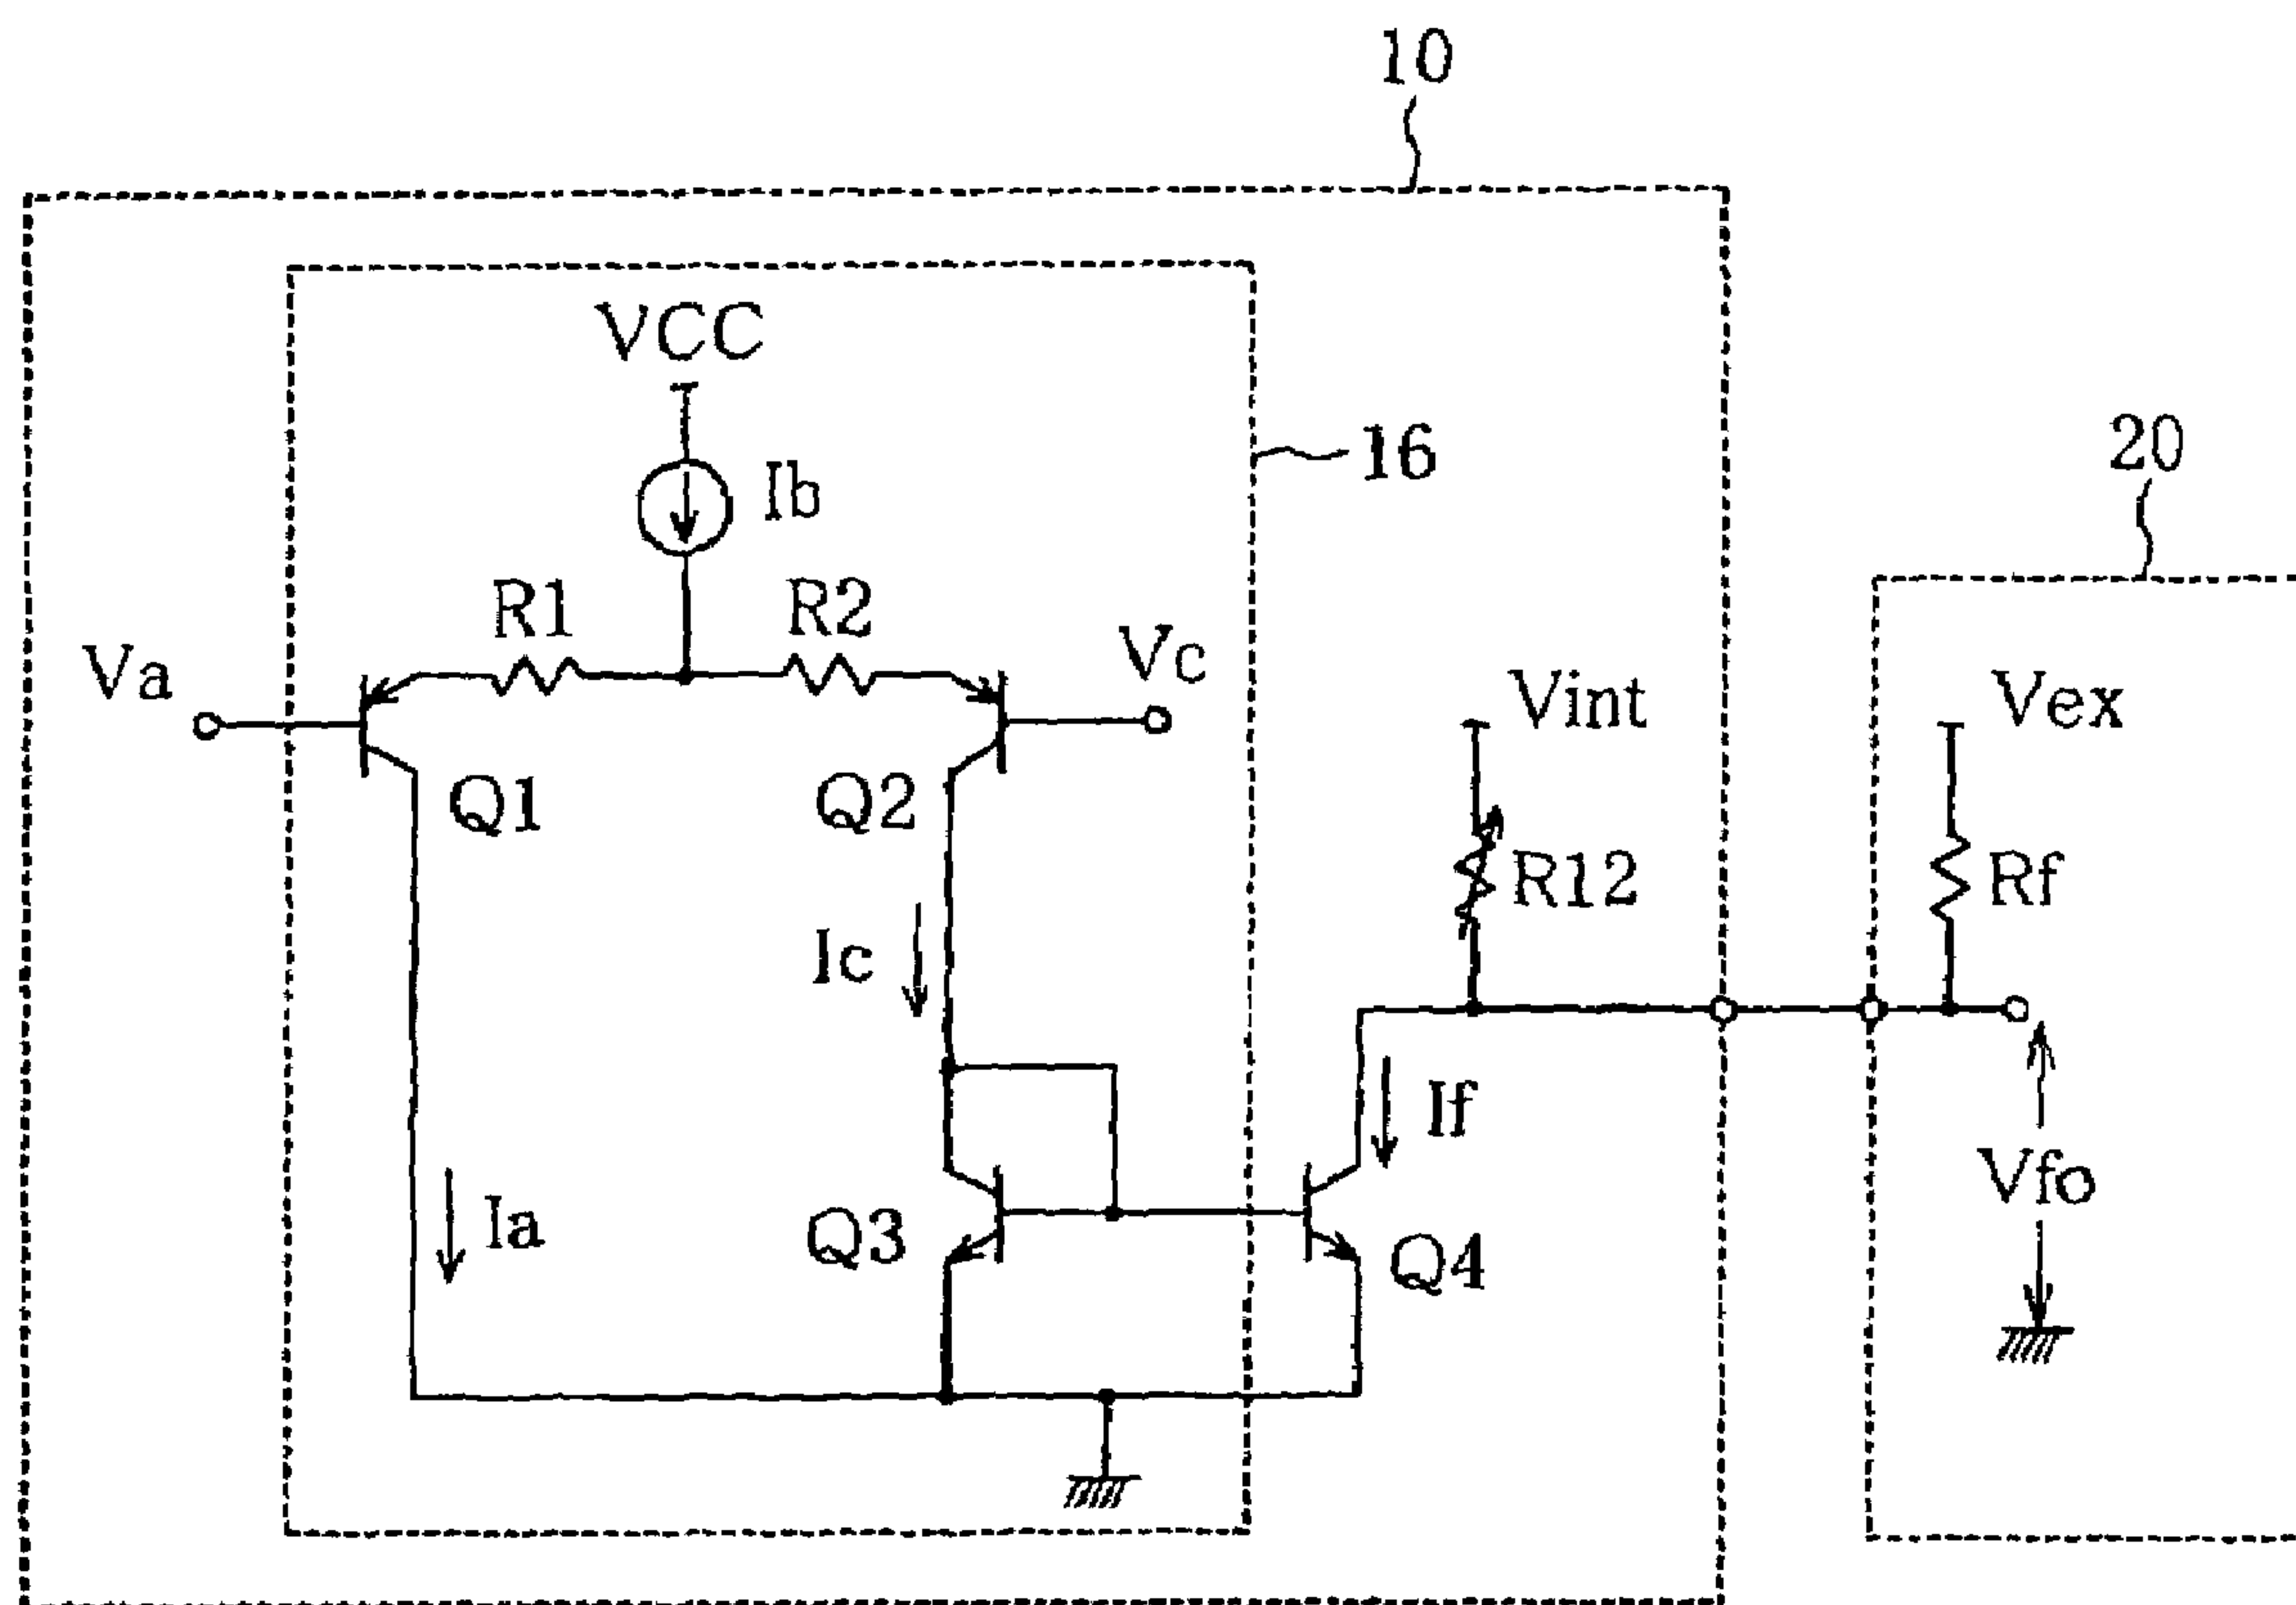 10
VCC
16
Ib
20
R1
R2
Va
Vc
Vint
Vex
Q1
Q2
R12
Rf
Ic
If
Vfo
Ia
Q3
Q4